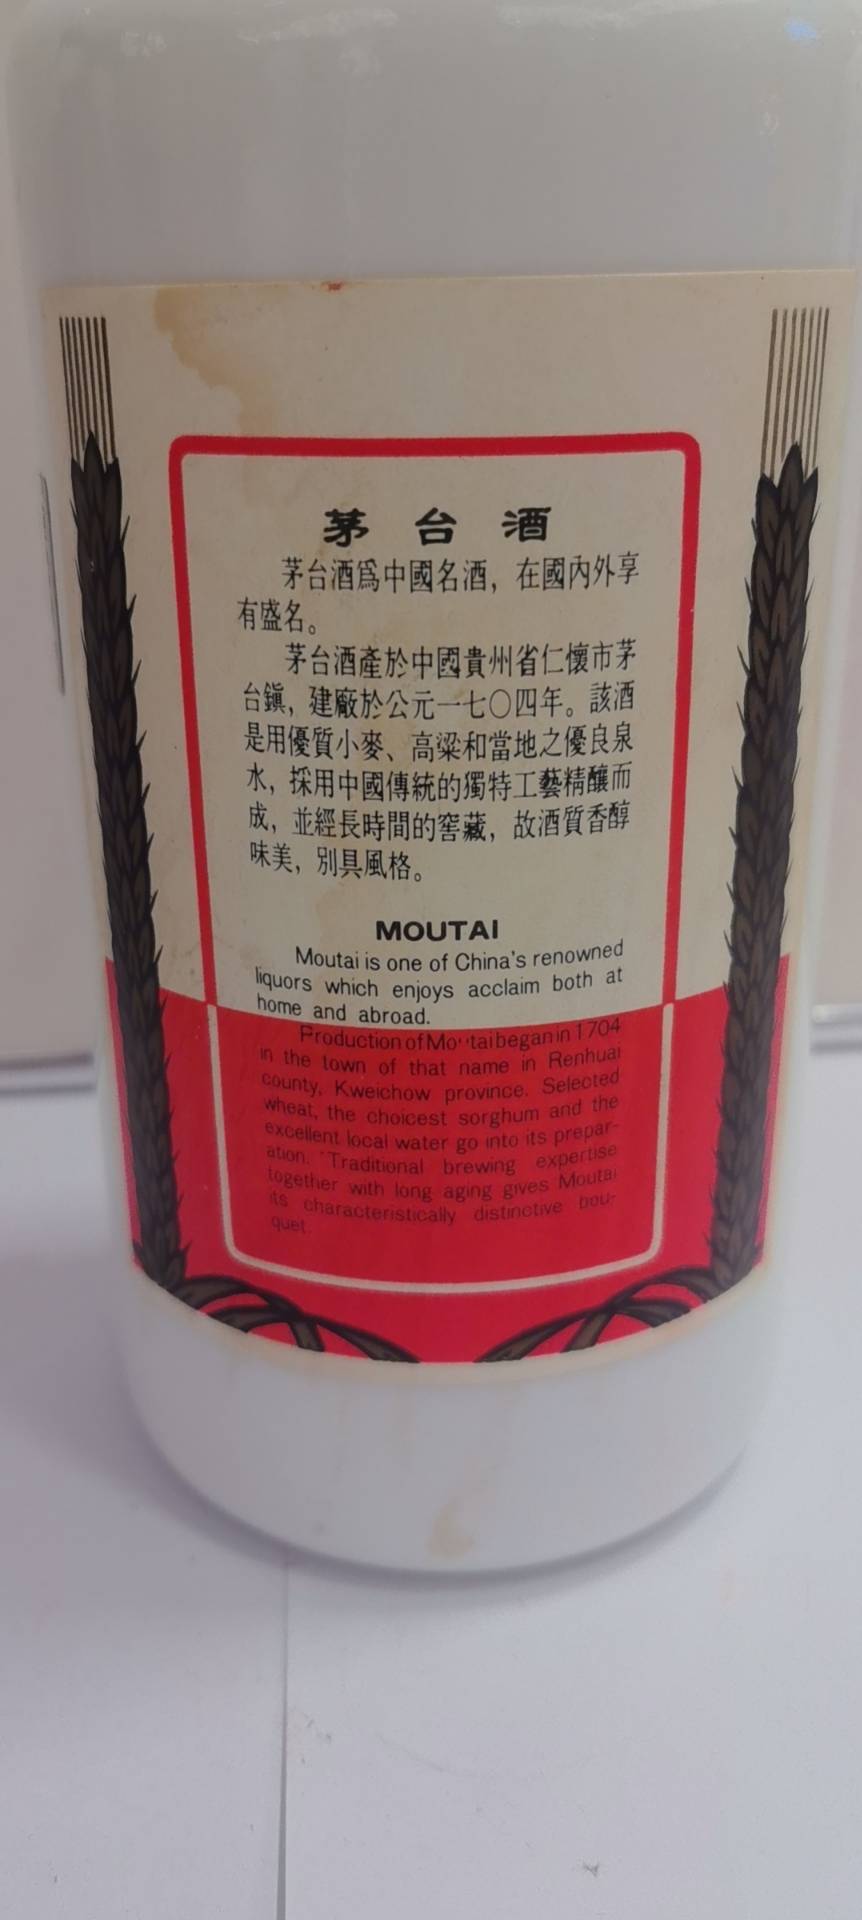 茅台酒
茅台酒爲中國名酒，在國內外享
有盛名。
茅台酒產於中國貴州省仁懷市茅
台鎭，建廠於公元一七〇四年。該酒
是用優質小麥、高粱和當地之優良泉
水，採用中國傳統的獨特工藝精釀而
成，並經長時間的窖藏，故酒質香醇
味美，別具風格。
MOUTAI
Moutai is one of China's renowned
liquors which enjoys acclaim both at
home and abroad.
Production of Moutai began in 1704
in the town of that name in Renhuai
county, Kweichow province. Selected
wheat, the choicest sorghum and the
excellent local water go into its prepar-
ation. Traditional brewing expertise
together with long aging gives Moutai
its characteristically distinctive bou-
quet.